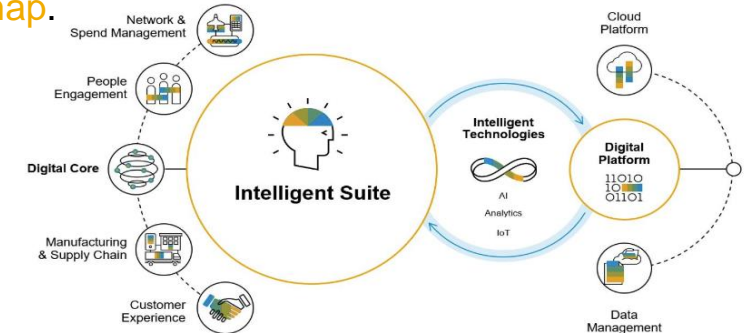 Network &
Spend Management
People
Engagement
Digital Core
Manufacturing
& Supply Chain
Customer
Experience
Intelligent Suite
Intelligent
Technologies
AI
Analytics
IoT
Digital
Platform
11010
10
01101
Cloud
Platform
Data
Management